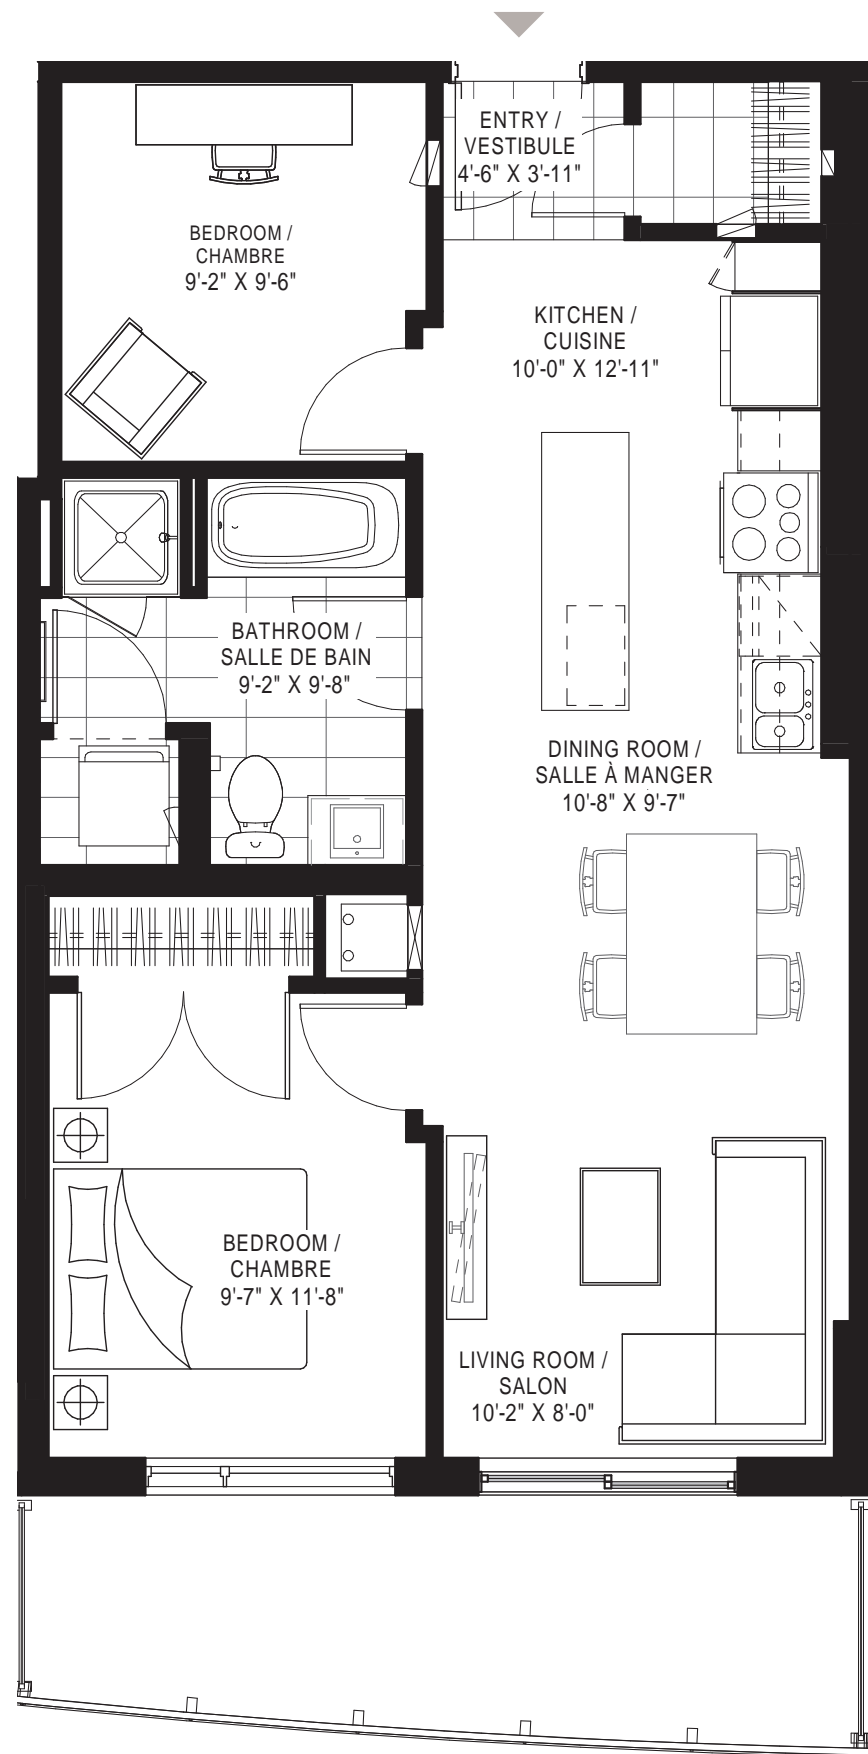 ENTRY /
VESTIBULE
4'-6" X 3'-11"
BEDROOM /
CHAMBRE
9'-2" X 9'-6"
KITCHEN /
CUISINE
10'-0" X 12'-11"
BATHROOM /
SALLE DE BAIN
9'-2" X 9'-8"
DINING ROOM /
SALLE À MANGER
10'-8" X 9'-7"
BEDROOM /
CHAMBRE
9'-7" X 11'-8"
LIVING ROOM /
SALON
10'-2" X 8'-0"